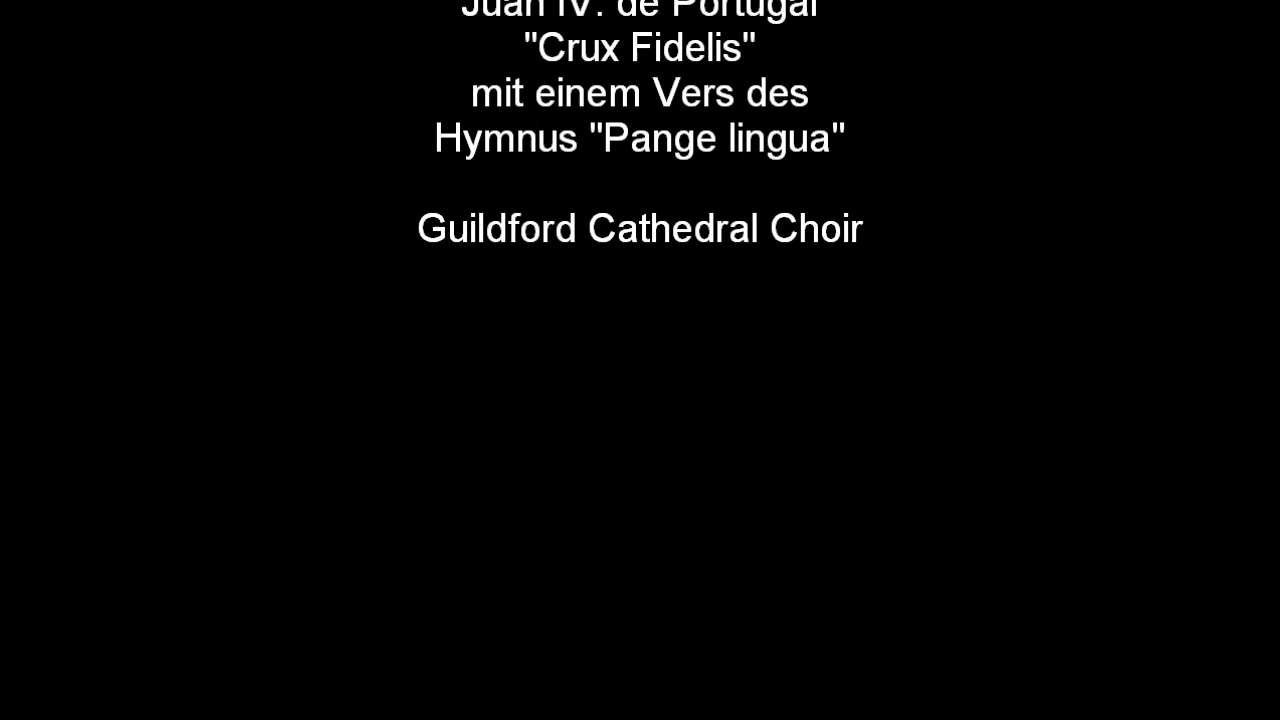 Juan IV. de Portugal
"Crux Fidelis"
mit einem Vers des
Hymnus "Pange lingua"
Guildford Cathedral Choir